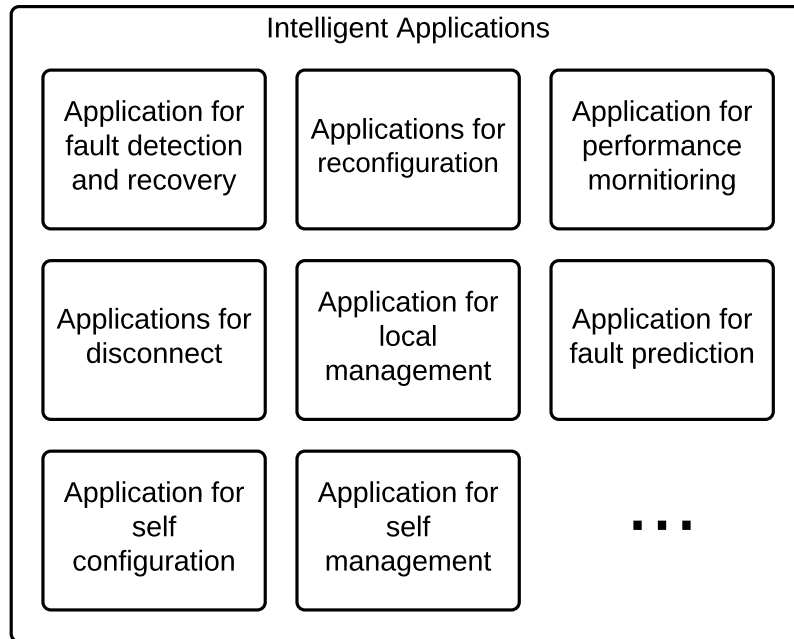 Intelligent Applications
Application for
fault detection
and recovery
Applications for
reconfiguration
Application for
performance
mornitioring
Applications for
disconnect
Application for
local
management
Application for
fault prediction
Application for
self
configuration
Application for
self
management
...